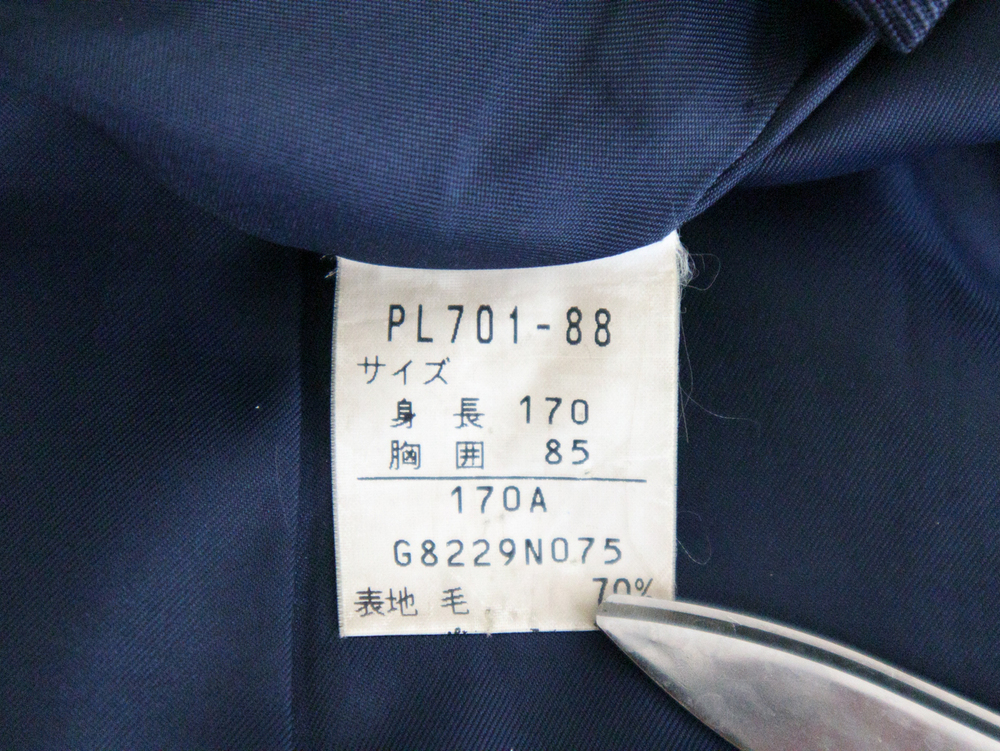 PL701-88
サイズ
身 長 170
胸 囲 85
170A
G8229N075
表地 毛 70%